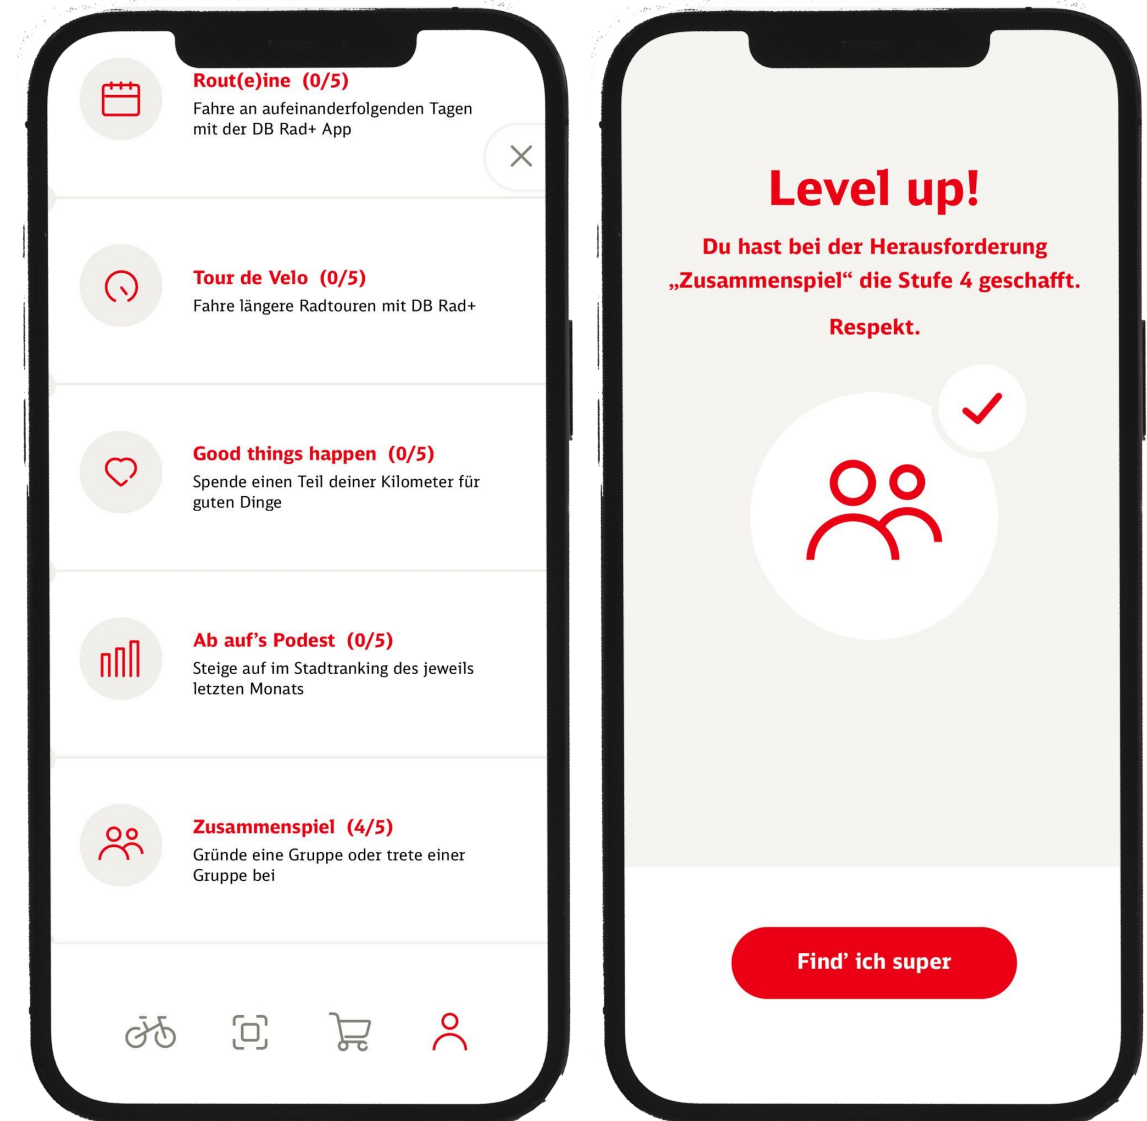 Rout(e)ine (0/5)
Fahre an aufeinanderfolgenden Tagen
mit der DB Rad+ App
Tour de Velo (0/5)
Fahre längere Radtouren mit DB Rad+
Good things happen (0/5)
Spende einen Teil deiner Kilometer für
guten Dinge
Ab auf's Podest (0/5)
Steige auf im Stadtranking des jeweils
letzten Monats
Zusammenspiel (4/5)
Gründe eine Gruppe oder trete einer
Gruppe bei
Level up!
Du hast bei der Herausforderung
„Zusammenspiel“ die Stufe 4 geschafft.
Respekt.
Find' ich super